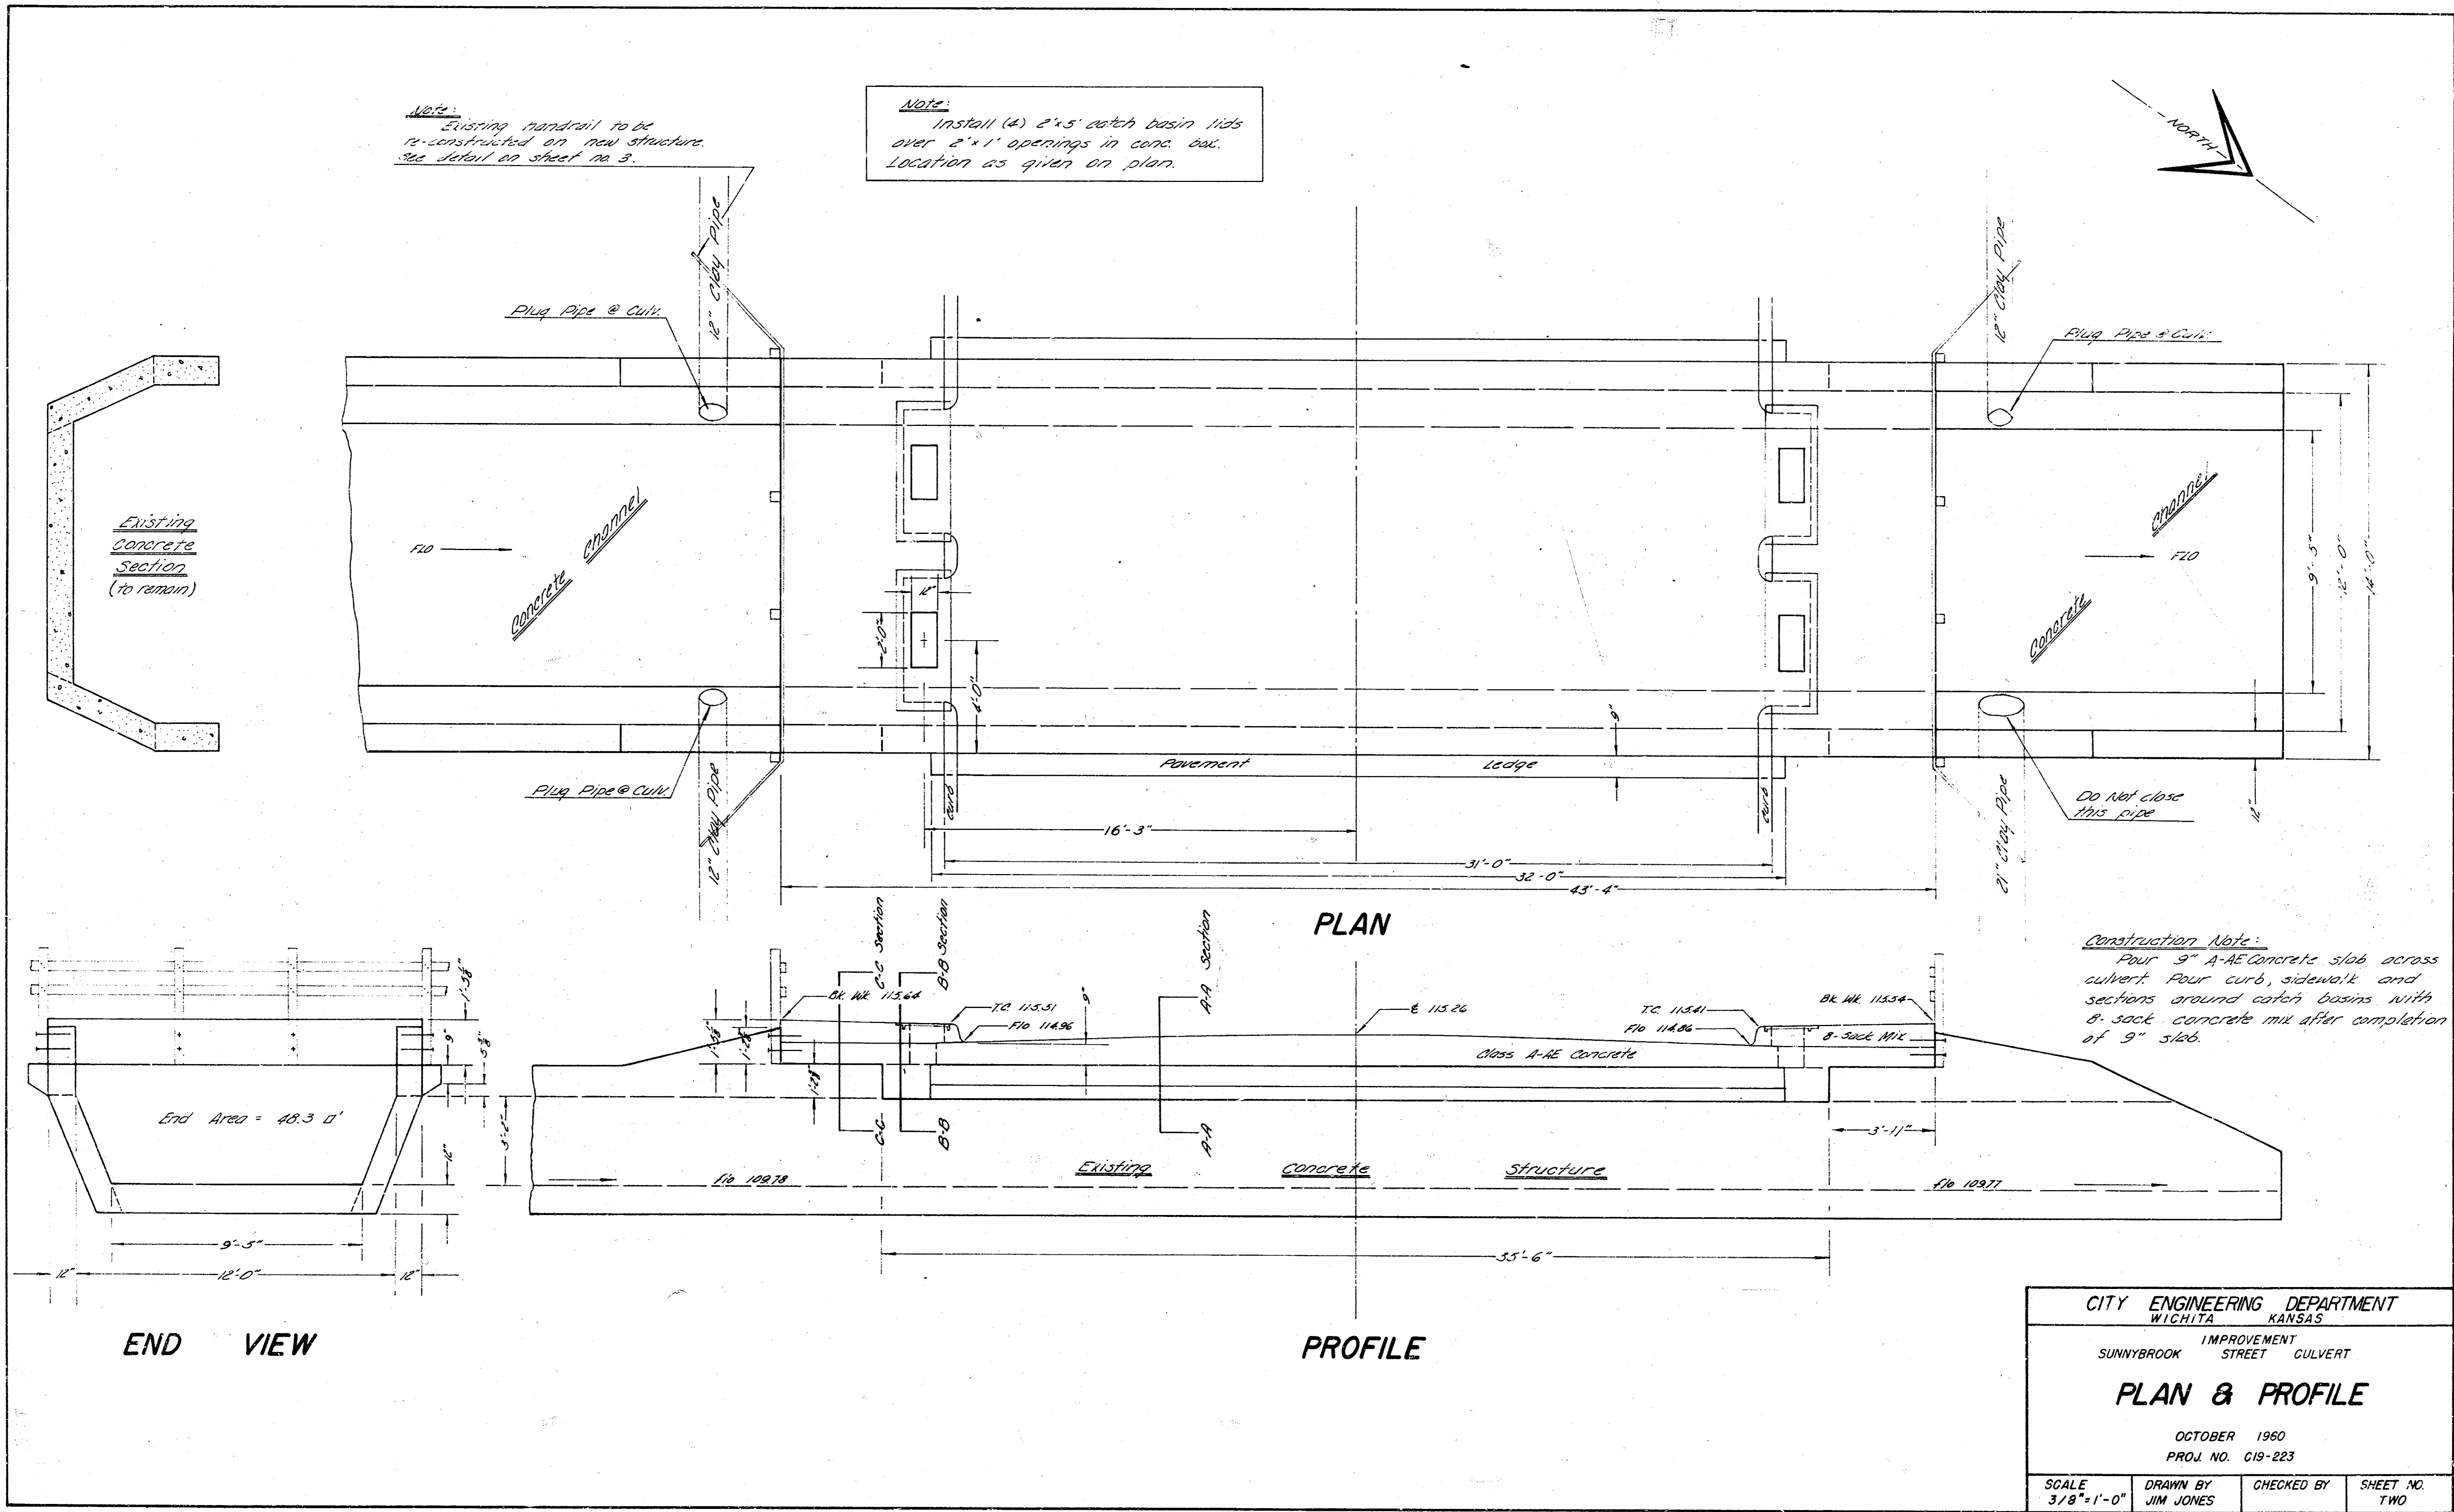 Note:
Existing handrail to be
re-constructed on new structure.
see detail on sheet no. 3.
Note:
Install (4) 2'x5' catch basin lids
over 2'x1' openings in conc. box.
Location as given on plan.
NORTH
12" Clay Pipe
12" Clay Pipe
Plug Pipe @ Culv.
Plug Pipe @ Culv.
Existing
Concrete
Section
(to remain)
FLO
Concrete Channel
12"
2'-0"
4'-0"
Concrete Channel
FLO
9'-5"
12'-0"
14'-0"
Plug Pipe @ Culv.
12" Clay Pipe
Pavement Ledge
9"
curb
curb
21" Clay Pipe
Do Not close
this pipe
12"
16'-3"
31'-0"
32'-0"
43'-4"
PLAN
Construction Note:
Pour 9" A-AE Concrete slab across
culvert. Pour curb, sidewalk and
sections around catch basins with
8-sack concrete mix after completion
of 9" slab.
C-C Section
B-B Section
A-A Section
Bk. Wk. 115.64
T.C. 115.51
Flo 114.96
9"
℄ 115.26
T.C. 115.41
Flo 114.86
Bk. Wk. 115.54
8-Sack Mix
Class A-AE Concrete
9"
End Area = 48.3 □'
3'-2"
12"
C-C
B-B
A-A
3'-11"
flo 109.78
Existing Concrete Structure
flo 109.77
9'-5"
12"
12'-0"
12"
35'-6"
END VIEW
PROFILE
CITY ENGINEERING DEPARTMENT
WICHITA KANSAS
IMPROVEMENT
SUNNYBROOK STREET CULVERT
PLAN & PROFILE
OCTOBER 1960
PROJ. NO. C19-223
SCALE
3/8"=1'-0"
DRAWN BY
JIM JONES
CHECKED BY
SHEET NO.
TWO